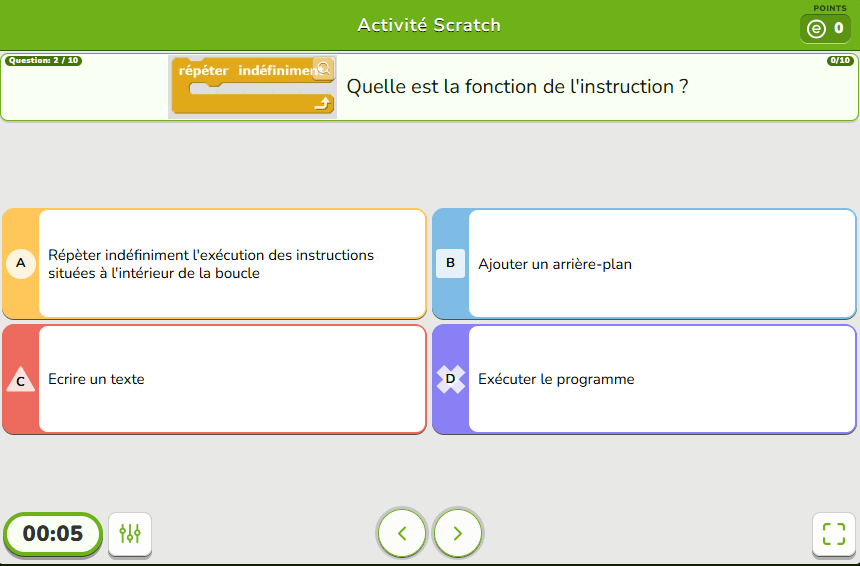 Activité Scratch
POINTS
e 0
Question: 2 / 10
0/10
répéter indéfiniment
Quelle est la fonction de l'instruction ?
A
Répèter indéfiniment l'exécution des instructions
situées à l'intérieur de la boucle
B
Ajouter un arrière-plan
C
Ecrire un texte
D
Exécuter le programme
00:05